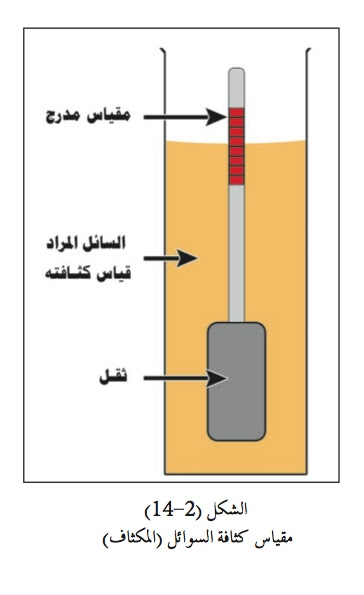 مقياس مدرج
السائل المراد
قياس كثافته
ثقل
الشكل (2–14)
مقياس كثافة السوائل (المكثاف)